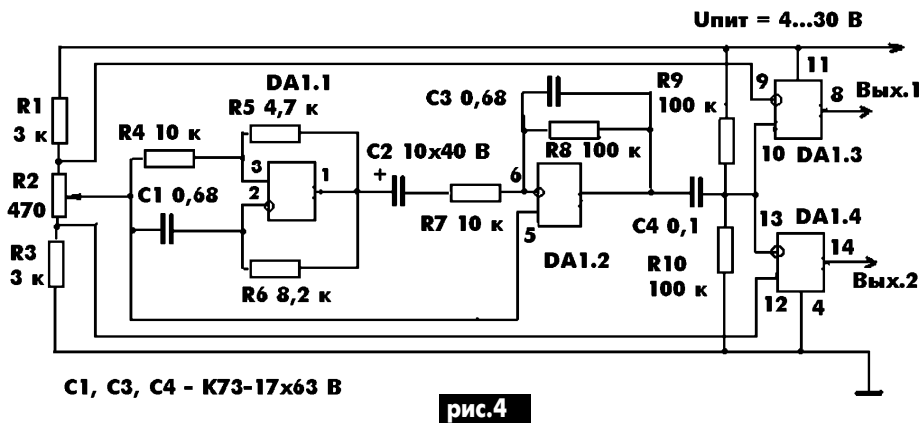 Uпит = 4...30 В
R1
3 к
R2
470
R3
3 к
R4 10 к
C1 0,68
DA1.1
R5 4,7 к
3
2
1
R6 8,2 к
C2 10x40 В
+
R7 10 к
C3 0,68
R8 100 к
6
5
DA1.2
C4 0,1
R9
100 к
R10
100 к
9
10
11
8
Вых.1
DA1.3
13
12
DA1.4
14
4
Вых.2
C1, C3, C4 - К73-17x63 В
рис.4